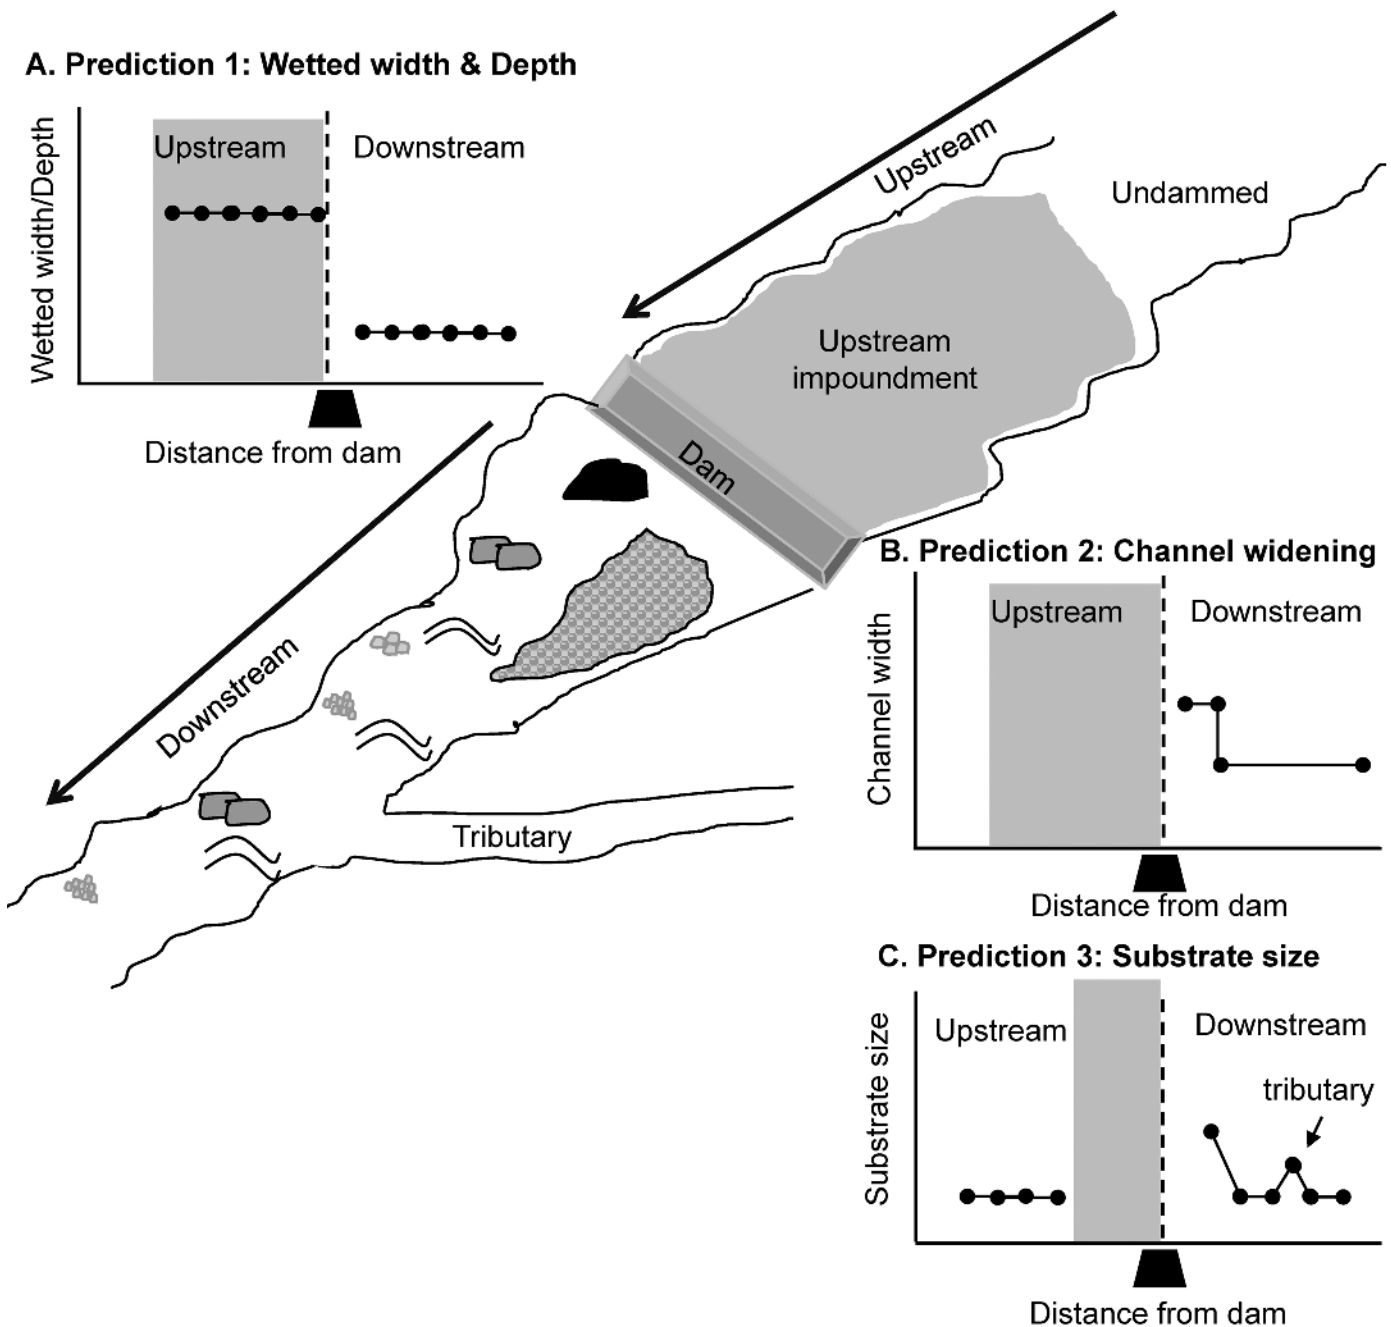 A. Prediction 1: Wetted width & Depth
Wetted width/Depth
Upstream
Downstream
Distance from dam
Upstream
Undammed
Upstream
impoundment
Dam
Downstream
Tributary
B. Prediction 2: Channel widening
Channel width
Upstream
Downstream
Distance from dam
C. Prediction 3: Substrate size
Substrate size
Upstream
Downstream
tributary
Distance from dam